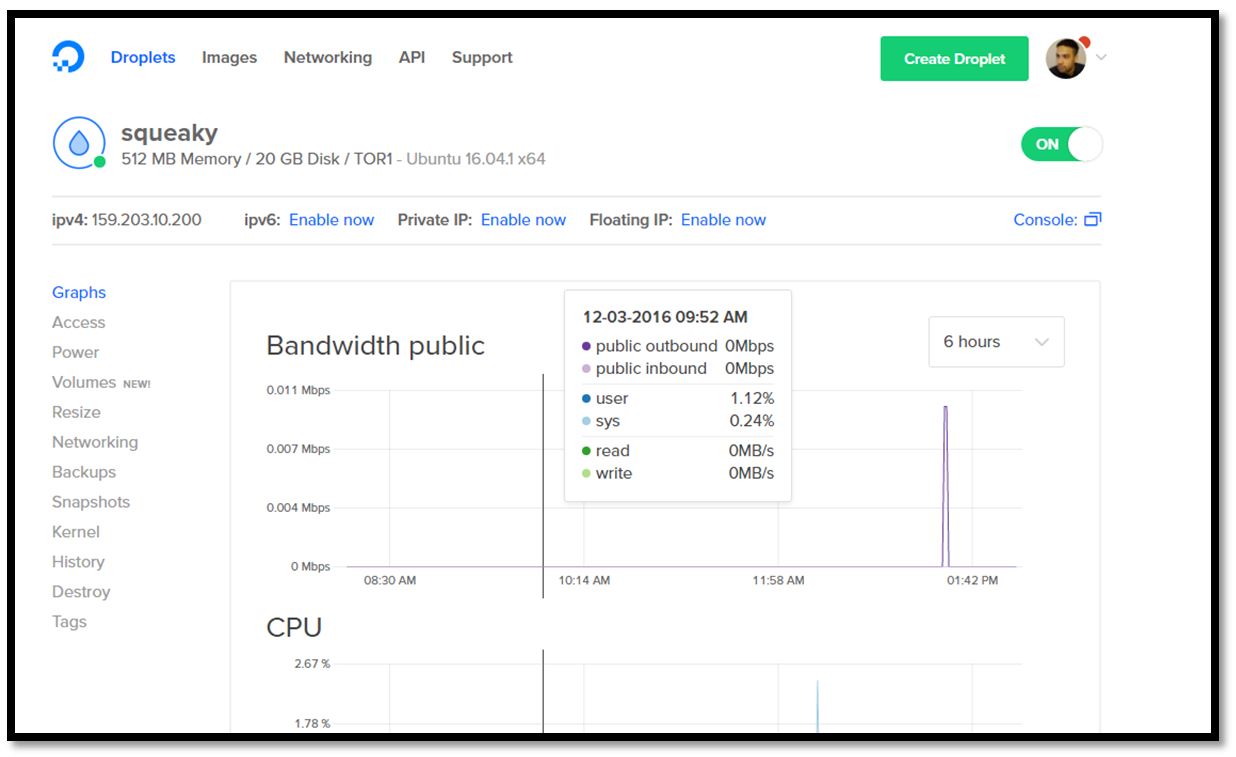 Droplets Images Networking API Support Create Droplet
squeaky
512 MB Memory / 20 GB Disk / TOR1 - Ubuntu 16.04.1 x64
ON
ipv4: 159.203.10.200 ipv6: Enable now Private IP: Enable now Floating IP: Enable now Console:
Graphs
Access
Power
Volumes NEW!
Resize
Networking
Backups
Snapshots
Kernel
History
Destroy
Tags
Bandwidth public
6 hours
12-03-2016 09:52 AM
public outbound 0Mbps
public inbound 0Mbps
user 1.12%
sys 0.24%
read 0MB/s
write 0MB/s
0.011 Mbps
0.007 Mbps
0.004 Mbps
0 Mbps
08:30 AM 10:14 AM 11:58 AM 01:42 PM
CPU
2.67 %
1.78 %